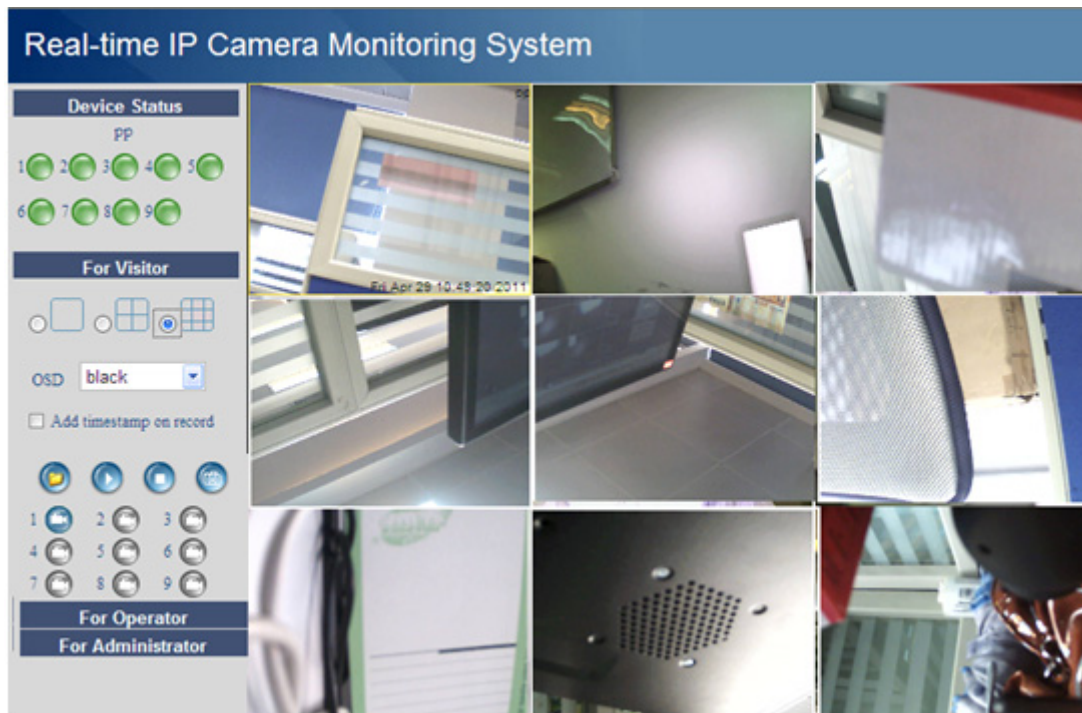 Real-time IP Camera Monitoring System
Device Status
PP
1 2 3 4 5
6 7 8 9
For Visitor
OSD black
Add timestamp on record
1 2 3
4 5 6
7 8 9
For Operator
For Administrator
pp
Fri Apr 29 10:48:20 2011